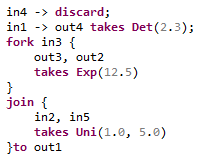 in4 -> discard;
in1 -> out4 takes Det(2.3);
fork in3 {
    out3, out2
    takes Exp(12.5)
}
join {
    in2, in5
    takes Uni(1.0, 5.0)
}to out1